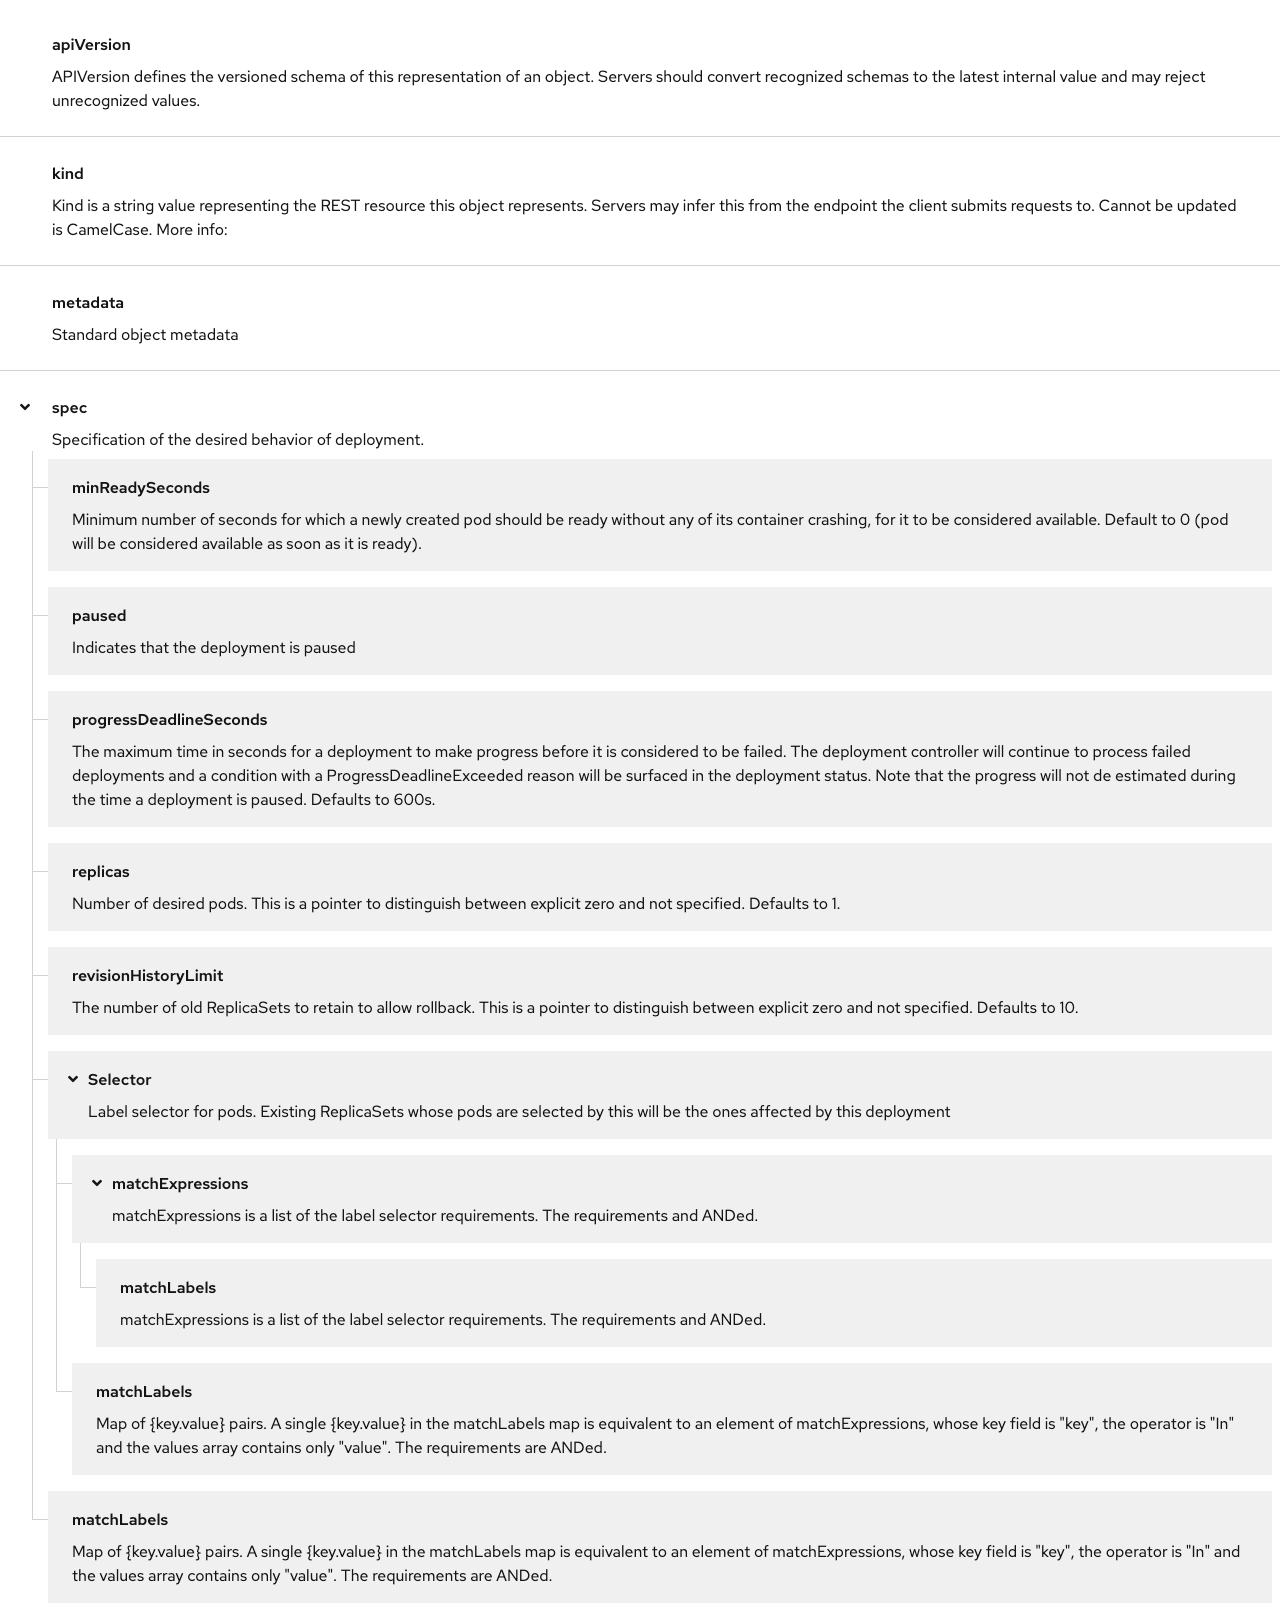 apiVersion
APIVersion defines the versioned schema of this representation of an object. Servers should convert recognized schemas to the latest internal value and may reject
unrecognized values.
kind
Kind is a string value representing the REST resource this object represents. Servers may infer this from the endpoint the client submits requests to. Cannot be updated
is CamelCase. More info:
metadata
Standard object metadata
spec
Specification of the desired behavior of deployment.
minReadySeconds
Minimum number of seconds for which a newly created pod should be ready without any of its container crashing, for it to be considered available. Default to 0 (pod
will be considered available as soon as it is ready).
paused
Indicates that the deployment is paused
progressDeadlineSeconds
The maximum time in seconds for a deployment to make progress before it is considered to be failed. The deployment controller will continue to process failed
deployments and a condition with a ProgressDeadlineExceeded reason will be surfaced in the deployment status. Note that the progress will not de estimated during
the time a deployment is paused. Defaults to 600s.
replicas
Number of desired pods. This is a pointer to distinguish between explicit zero and not specified. Defaults to 1.
revisionHistoryLimit
The number of old ReplicaSets to retain to allow rollback. This is a pointer to distinguish between explicit zero and not specified. Defaults to 10.
Selector
Label selector for pods. Existing ReplicaSets whose pods are selected by this will be the ones affected by this deployment
matchExpressions
matchExpressions is a list of the label selector requirements. The requirements and ANDed.
matchLabels
matchExpressions is a list of the label selector requirements. The requirements and ANDed.
matchLabels
Map of {key.value} pairs. A single {key.value} in the matchLabels map is equivalent to an element of matchExpressions, whose key field is "key", the operator is "In"
and the values array contains only "value". The requirements are ANDed.
matchLabels
Map of {key.value} pairs. A single {key.value} in the matchLabels map is equivalent to an element of matchExpressions, whose key field is "key", the operator is "In" and
the values array contains only "value". The requirements are ANDed.